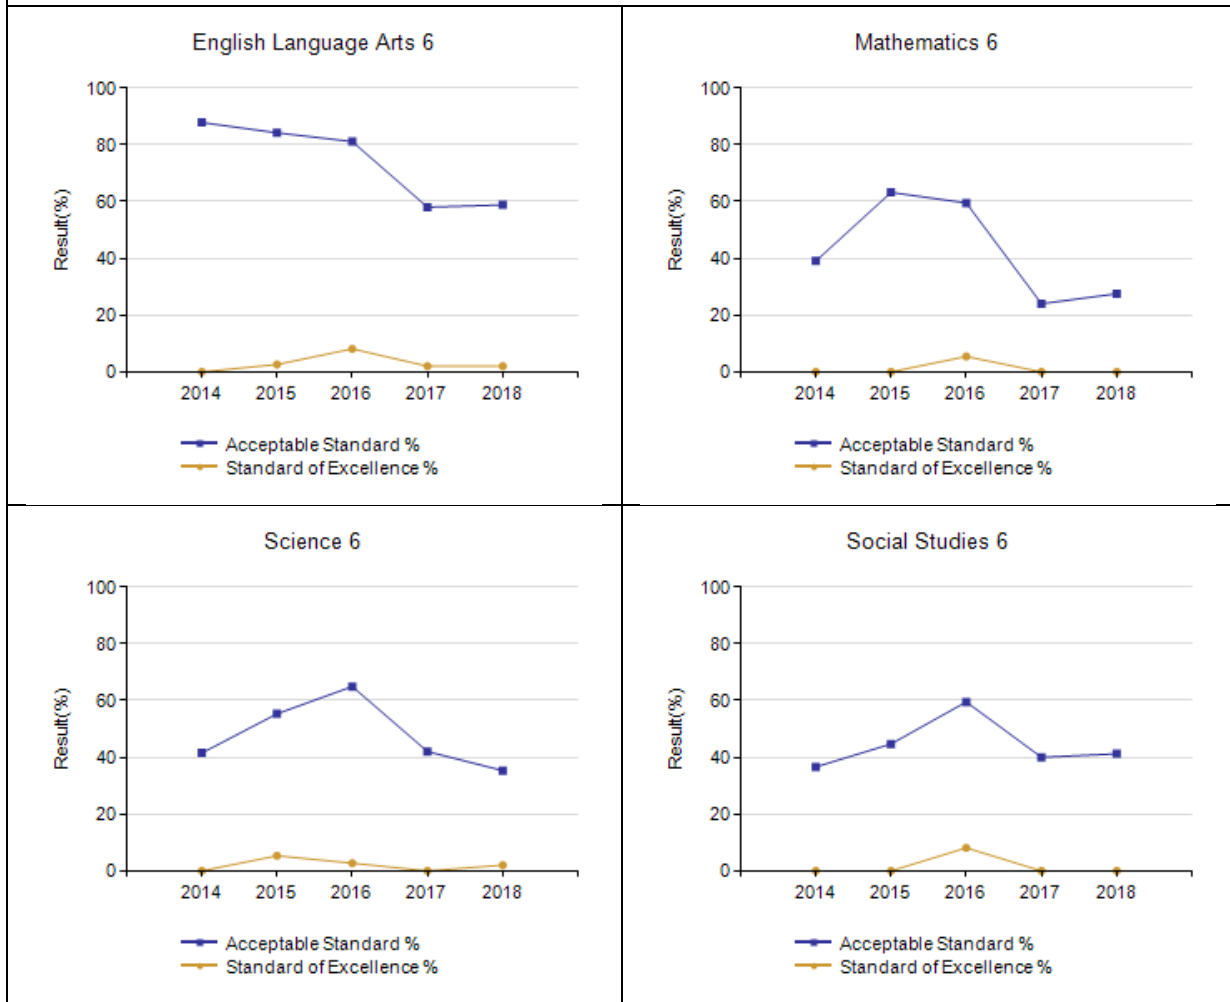 English Language Arts 6
100
80
60
40
20
0
Result(%)
2014 2015 2016 2017 2018
Acceptable Standard %
Standard of Excellence %
Mathematics 6
100
80
60
40
20
0
Result(%)
2014 2015 2016 2017 2018
Acceptable Standard %
Standard of Excellence %
Science 6
100
80
60
40
20
0
Result(%)
2014 2015 2016 2017 2018
Acceptable Standard %
Standard of Excellence %
Social Studies 6
100
80
60
40
20
0
Result(%)
2014 2015 2016 2017 2018
Acceptable Standard %
Standard of Excellence %